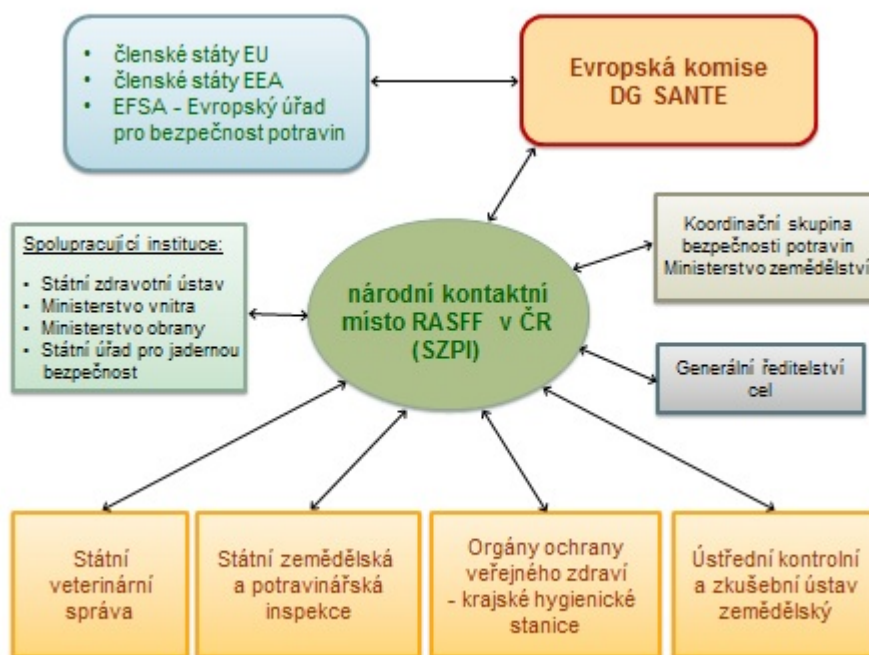 • členské státy EU
• členské státy EEA
• EFSA - Evropský úřad
pro bezpečnost potravin
Evropská komise
DG SANTE
Spolupracující instituce:
• Státní zdravotní ústav
• Ministerstvo vnitra
• Ministerstvo obrany
• Státní úřad pro jadernou
bezpečnost
národní kontaktní
místo RASFF v ČR
(SZPI)
Koordinační skupina
bezpečnosti potravin
Ministerstvo zemědělství
Generální ředitelství
cel
Státní
veterinární
správa
Státní zemědělská
a potravinářská
inspekce
Orgány ochrany
veřejného zdraví
- krajské hygienické
stanice
Ústřední kontrolní
a zkušební ústav
zemědělský